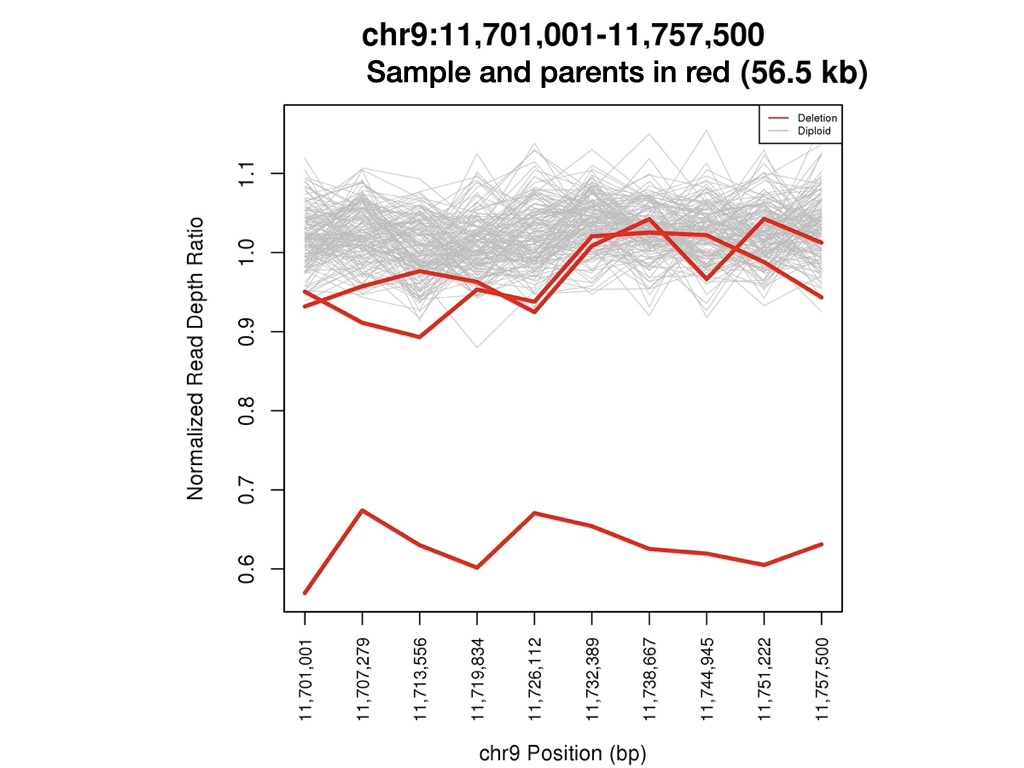 chr9:11,701,001-11,757,500
Sample and parents in red (56.5 kb)
Deletion
Diploid
Normalized Read Depth Ratio
1.1
1.0
0.9
0.8
0.7
0.6
11,701,001
11,707,279
11,713,556
11,719,834
11,726,112
11,732,389
11,738,667
11,744,945
11,751,222
11,757,500
chr9 Position (bp)